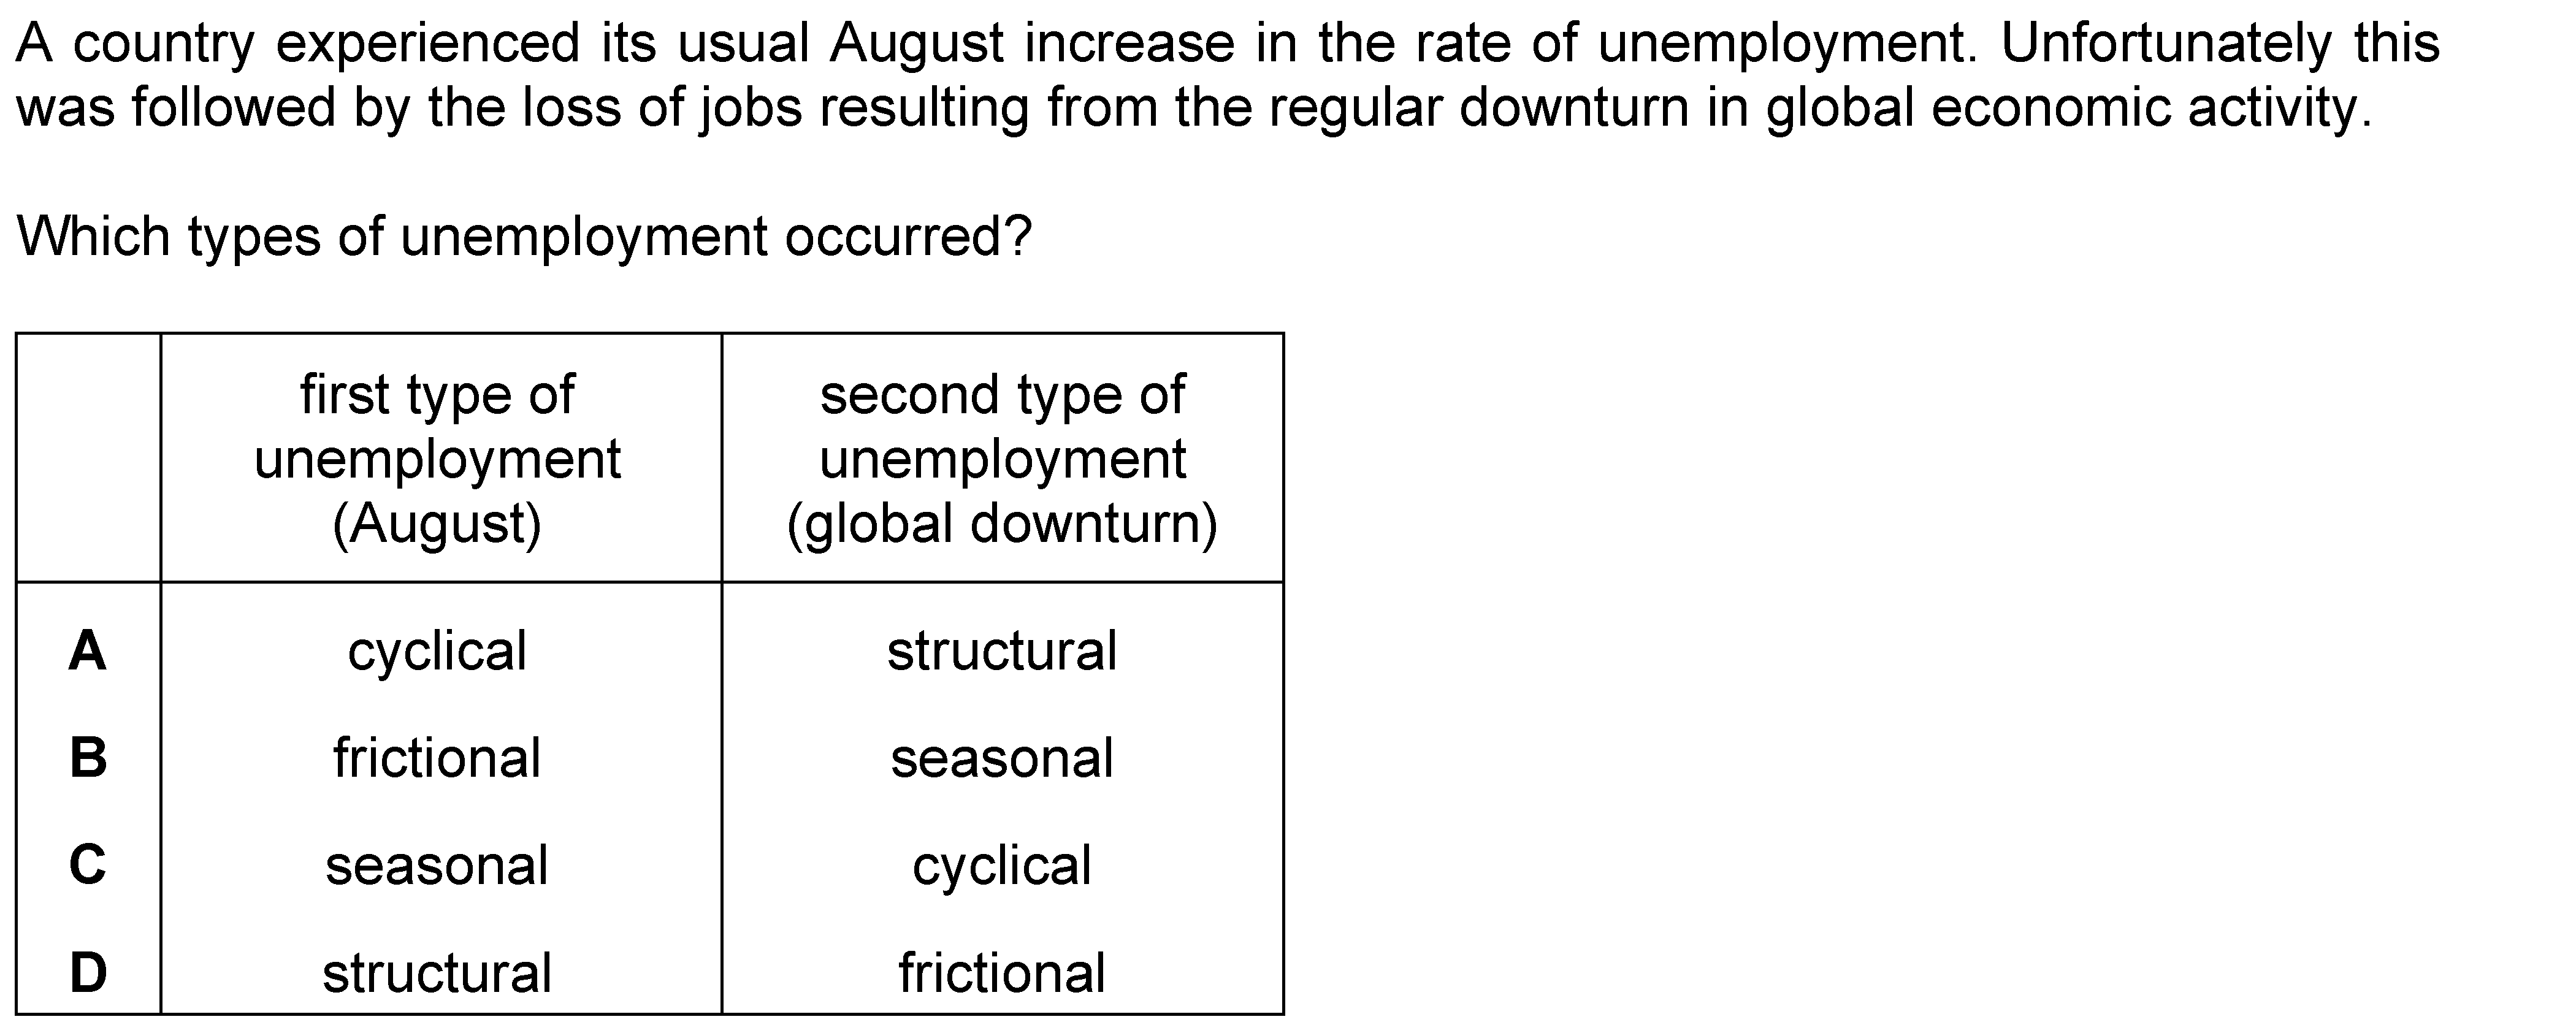 A country experienced its usual August increase in the rate of unemployment. Unfortunately this
was followed by the loss of jobs resulting from the regular downturn in global economic activity.
Which types of unemployment occurred?
first type of
unemployment
(August)
second type of
unemployment
(global downturn)
A cyclical structural
B frictional seasonal
C seasonal cyclical
D structural frictional